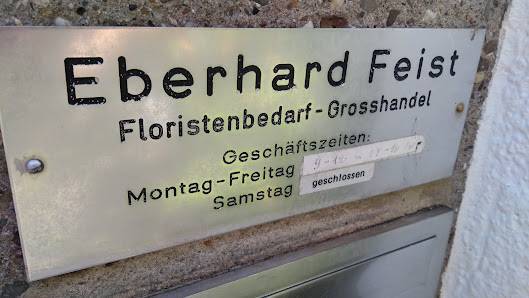 Eberhard Feist
Floristenbedarf-Grosshandel
Geschäftszeiten:
Montag-Freitag
Samstag geschlossen